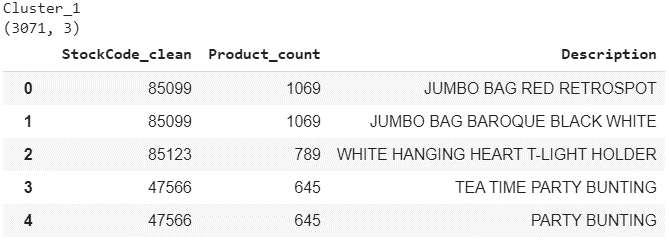 Cluster_1
(3071, 3)
StockCode_clean Product_count Description
0 85099 1069 JUMBO BAG RED RETROSPOT
1 85099 1069 JUMBO BAG BAROQUE BLACK WHITE
2 85123 789 WHITE HANGING HEART T-LIGHT HOLDER
3 47566 645 TEA TIME PARTY BUNTING
4 47566 645 PARTY BUNTING